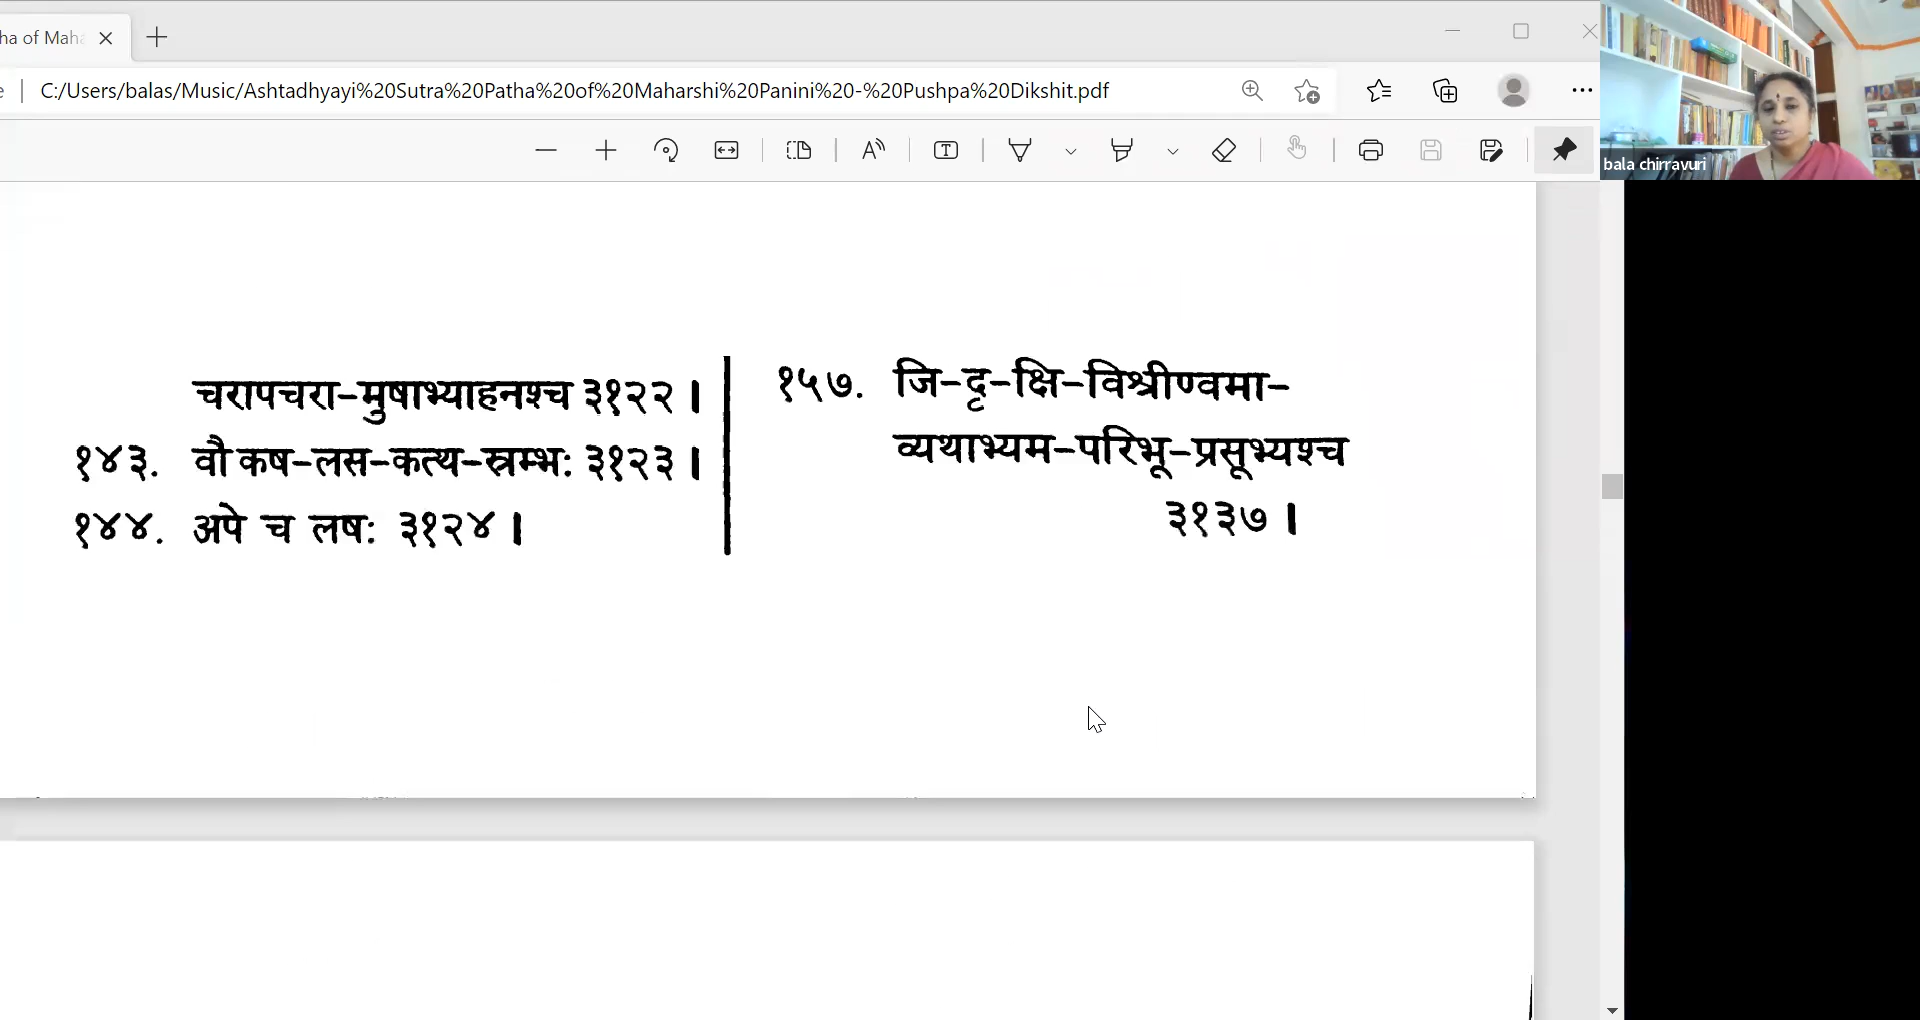 ha of Maha
C:/Users/balas/Music/Ashtadhyayi%20Sutra%20Patha%20of%20Maharshi%20Panini%20-%20Pushpa%20Dikshit.pdf
bala chirravuri
चरापचरा-मुषाभ्याहनश्च ३१२२ ।
१४३. वौ कष-लस-कत्थ-स्रम्भः ३१२३ ।
१४४. अपे च लषः ३१२४ ।
१५७. जि-दृ-क्षि-विश्रीण्वमा-
व्यथाभ्यम-परिभू-प्रसूभ्यश्च
३१३७ ।